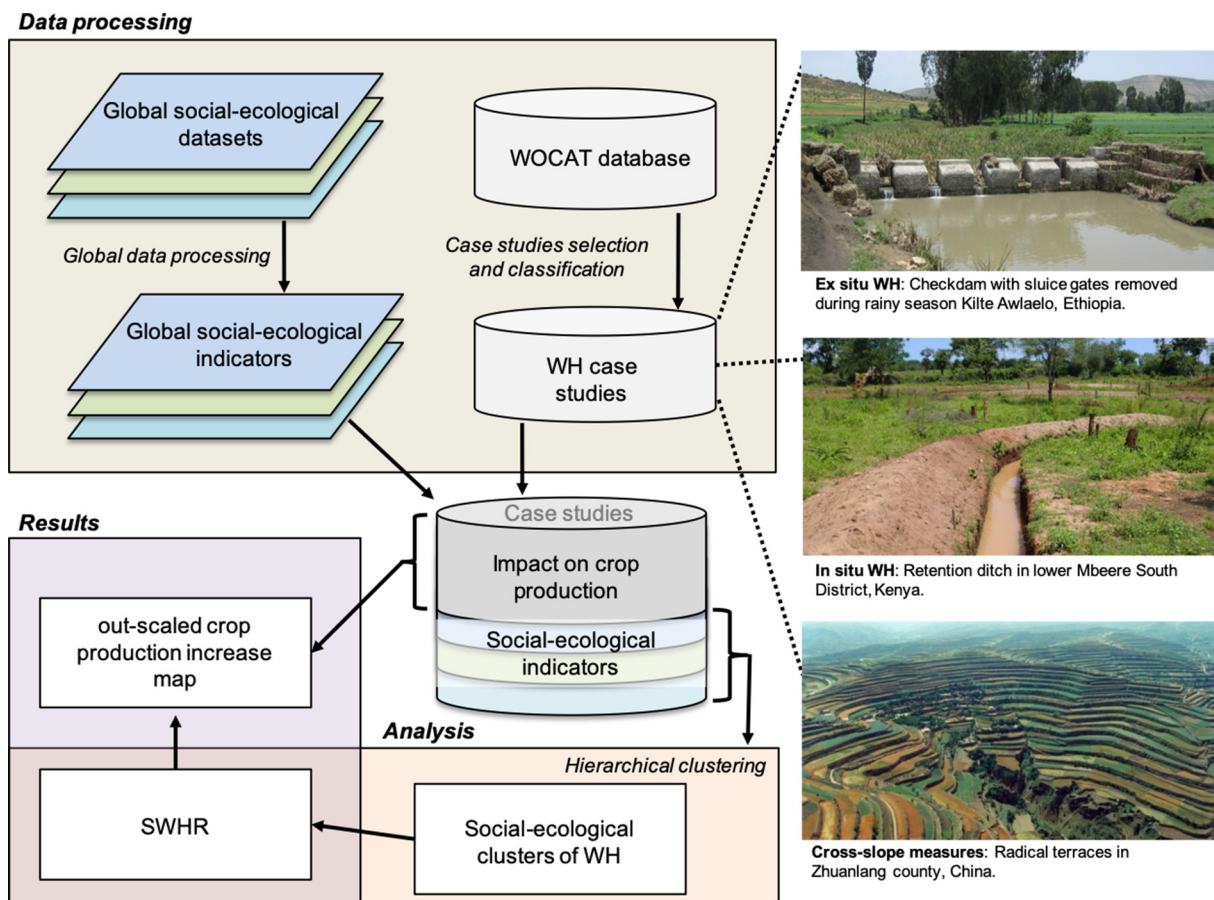 Data processing
Global social-ecological
datasets
WOCAT database
Global data processing
Case studies selection
and classification
Global social-ecological
indicators
WH case
studies
Ex situ WH: Checkdam with sluice gates removed
during rainy season Kilte Awlaelo, Ethiopia.
In situ WH: Retention ditch in lower Mbeere South
District, Kenya.
Cross-slope measures: Radical terraces in
Zhuanlang county, China.
Case studies
Impact on crop
production
Social-ecological
indicators
Results
out-scaled crop
production increase
map
SWHR
Analysis
Hierarchical clustering
Social-ecological
clusters of WH